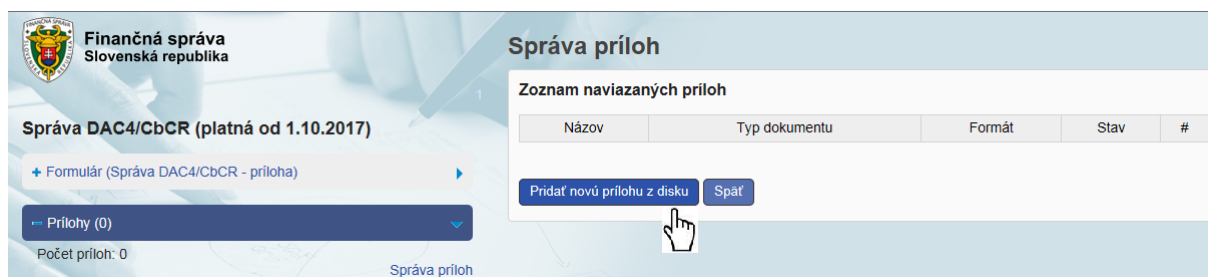 Finančná správa
Slovenská republika
Správa DAC4/CbCR (platná od 1.10.2017)
+ Formulár (Správa DAC4/CbCR - príloha)
Prílohy (0)
Počet príloh: 0
Správa príloh
Správa príloh
Zoznam naviazaných príloh
Názov Typ dokumentu Formát Stav #
Pridať novú prílohu z disku Späť